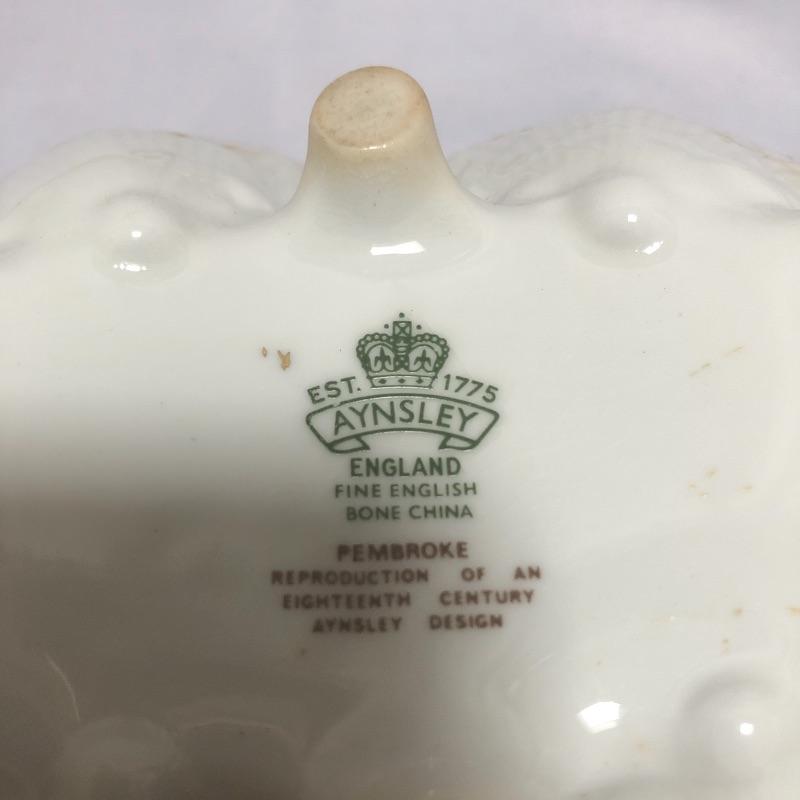 EST. 1775
AYNSLEY
ENGLAND
FINE ENGLISH
BONE CHINA
PEMBROKE
REPRODUCTION OF AN
EIGHTEENTH CENTURY
AYNSLEY DESIGN